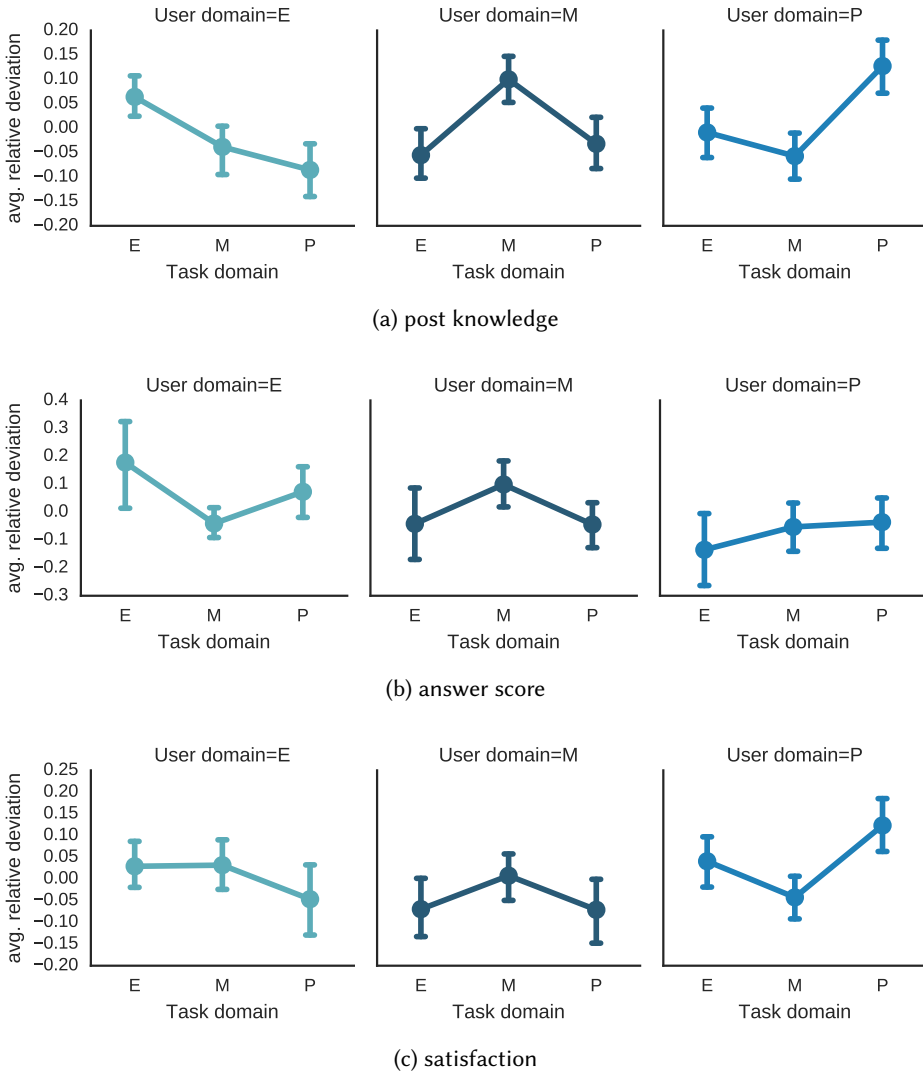 User domain=E User domain=M User domain=P
avg. relative deviation
0.20
0.15
0.10
0.05
0.00
−0.05
−0.10
−0.15
−0.20
E M P E M P E M P
Task domain Task domain Task domain
(a) post knowledge
User domain=E User domain=M User domain=P
avg. relative deviation
0.4
0.3
0.2
0.1
0.0
−0.1
−0.2
−0.3
E M P E M P E M P
Task domain Task domain Task domain
(b) answer score
User domain=E User domain=M User domain=P
avg. relative deviation
0.25
0.20
0.15
0.10
0.05
0.00
−0.05
−0.10
−0.15
−0.20
E M P E M P E M P
Task domain Task domain Task domain
(c) satisfaction